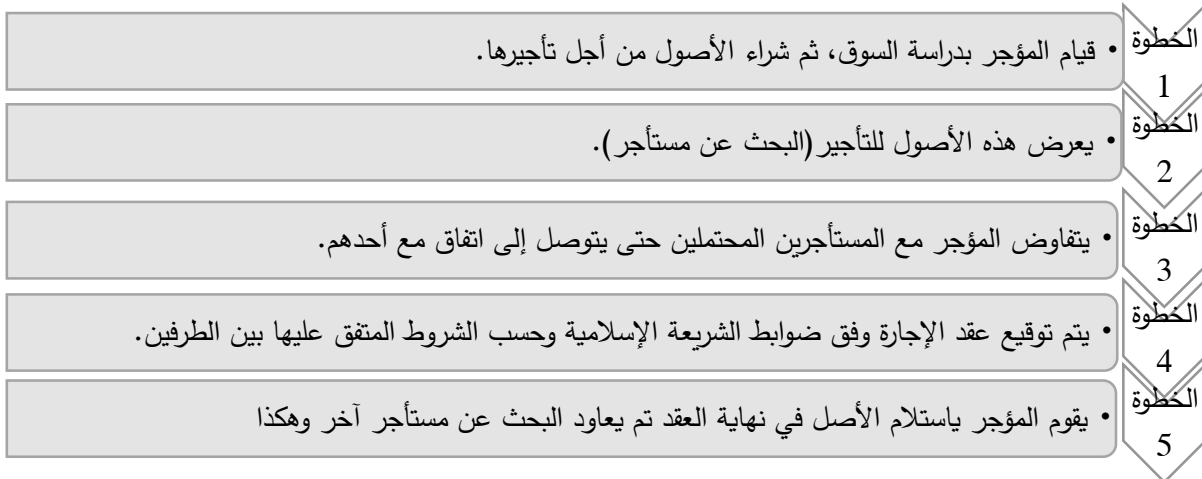 الخطوة
1
• قيام المؤجر بدراسة السوق، ثم شراء الأصول من أجل تأجيرها.
الخطوة
2
• يعرض هذه الأصول للتأجير (البحث عن مستأجر).
الخطوة
3
• يتفاوض المؤجر مع المستأجرين المحتملين حتى يتوصل إلى اتفاق مع أحدهم.
الخطوة
4
• يتم توقيع عقد الإجارة وفق ضوابط الشريعة الإسلامية وحسب الشروط المتفق عليها بين الطرفين.
الخطوة
5
• يقوم المؤجر باستلام الأصل في نهاية العقد تم يعاود البحث عن مستأجر آخر وهكذا